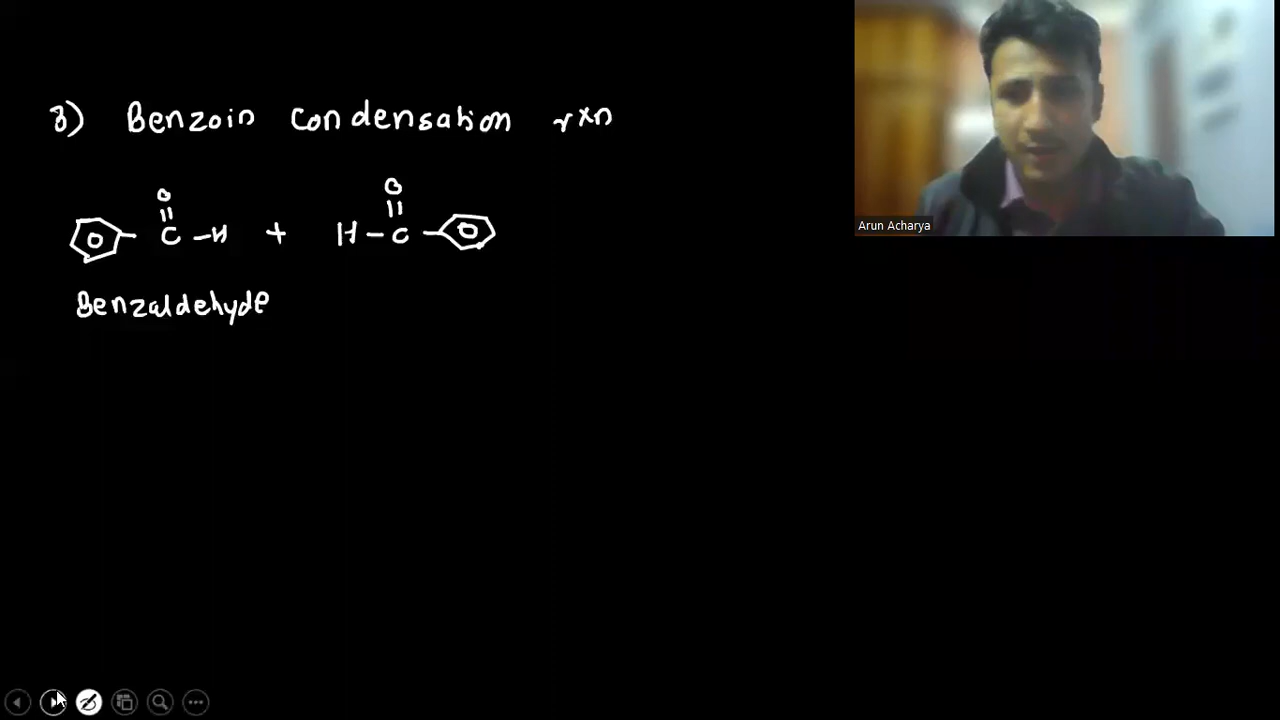 8) Benzoin condensation rxn
O O
|| ||
C -H + H - C -
Benzaldehyde
Arun Acharya